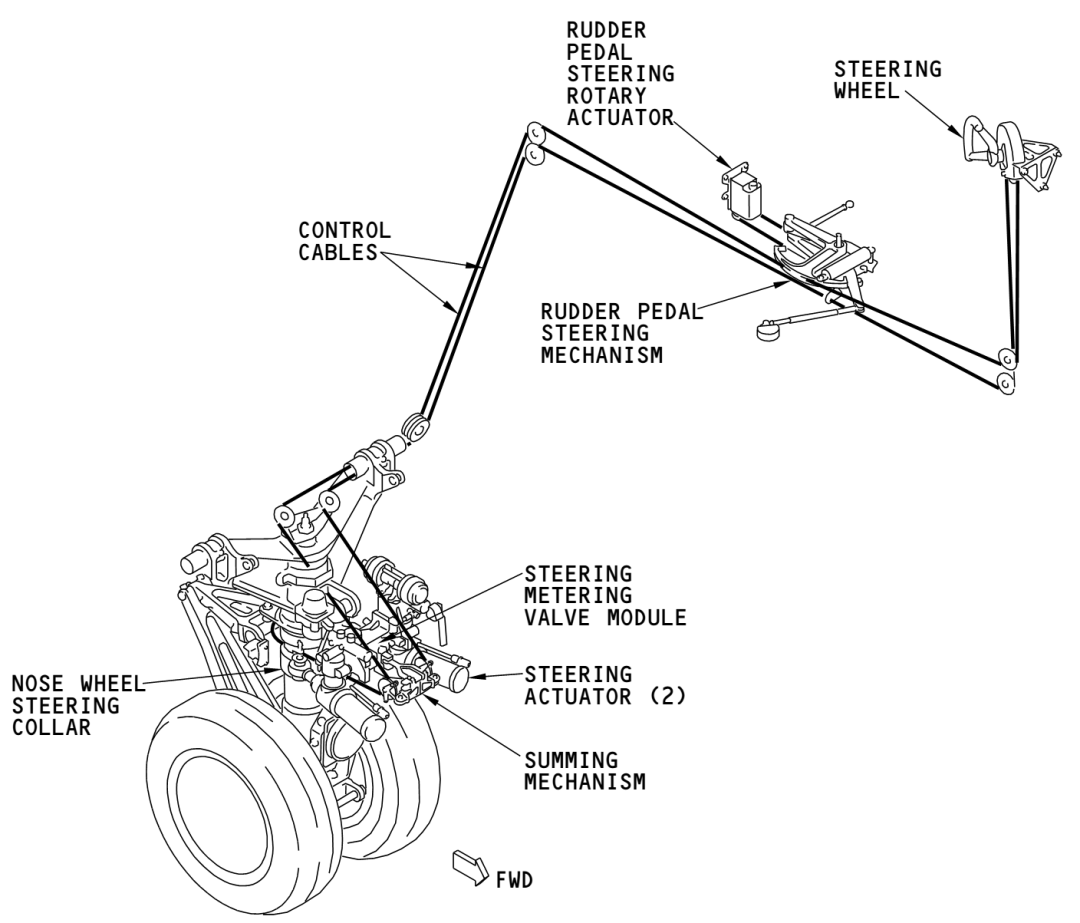 RUDDER
PEDAL
STEERING
ROTARY
ACTUATOR
STEERING
WHEEL
CONTROL
CABLES
RUDDER PEDAL
STEERING
MECHANISM
STEERING
METERING
VALVE MODULE
STEERING
ACTUATOR (2)
NOSE WHEEL
STEERING
COLLAR
SUMMING
MECHANISM
FWD